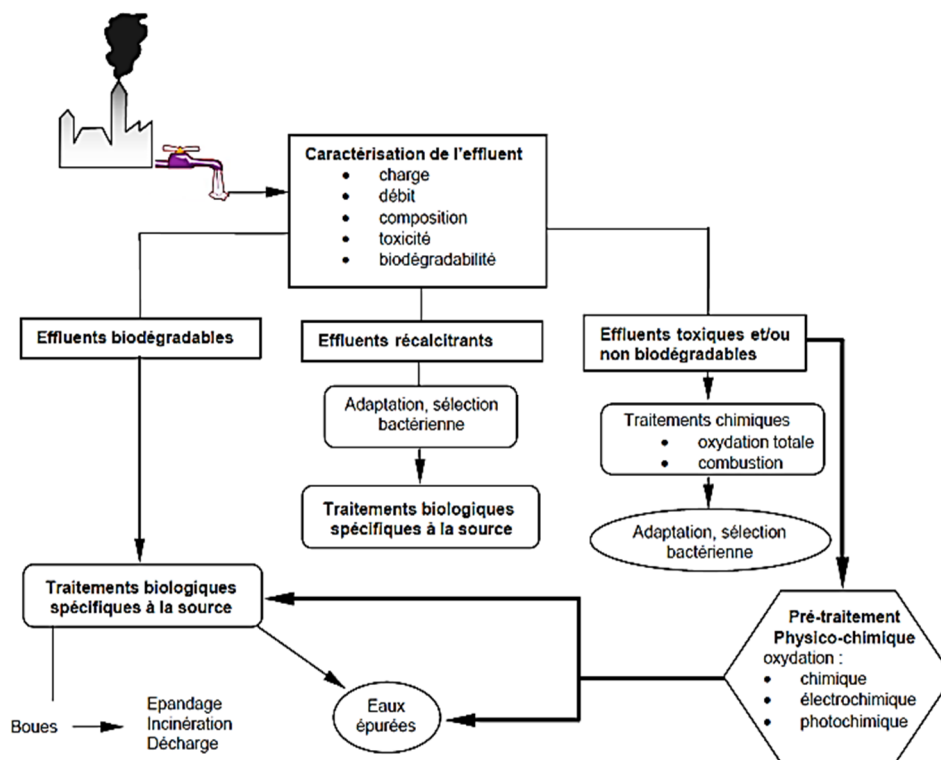 Caractérisation de l'effluent
• charge
• débit
• composition
• toxicité
• biodégradabilité
Effluents biodégradables
Effluents récalcitrants
Effluents toxiques et/ou
non biodégradables
Adaptation, sélection
bactérienne
Traitements chimiques
• oxydation totale
• combustion
Traitements biologiques
spécifiques à la source
Adaptation, sélection
bactérienne
Traitements biologiques
spécifiques à la source
Pré-traitement
Physico-chimique
oxydation :
• chimique
• électrochimique
• photochimique
Boues
Epandage
Incinération
Décharge
Eaux
épurées